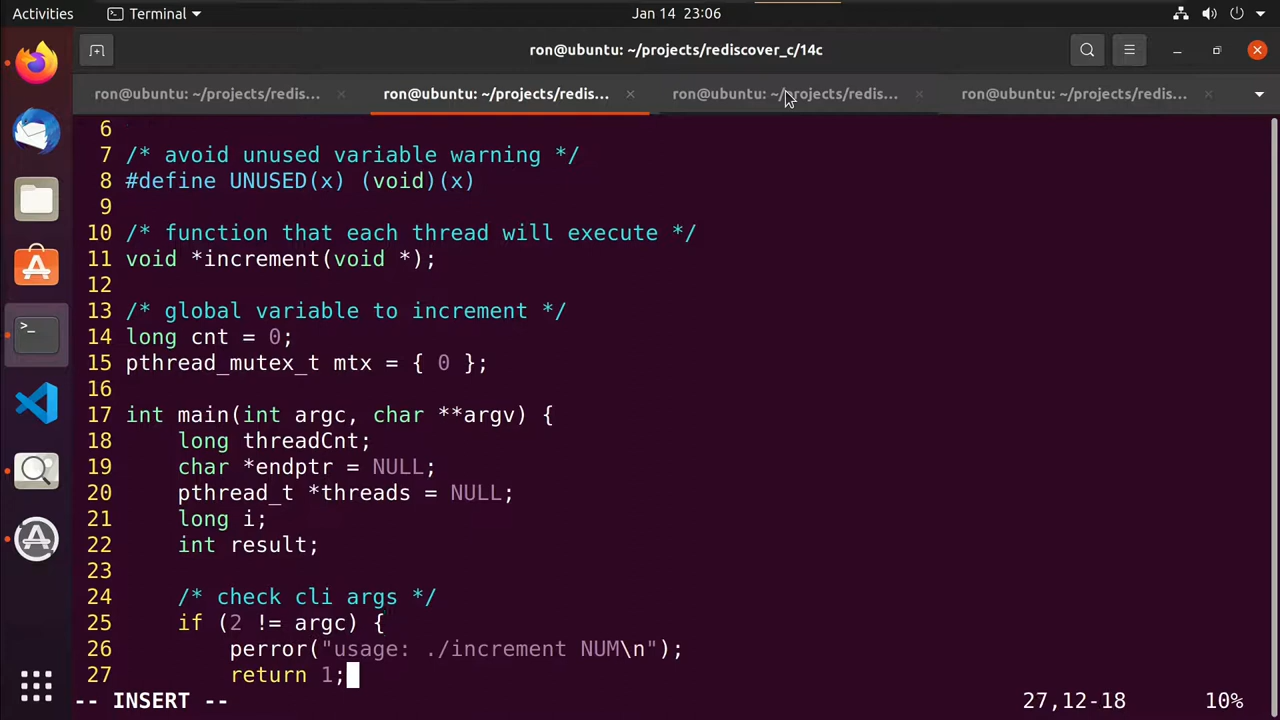 Activities
Terminal
Jan 14 23:06
ron@ubuntu: ~/projects/rediscover_c/14c
ron@ubuntu: ~/projects/redis...
ron@ubuntu: ~/projects/redis...
ron@ubuntu: ~/projects/redis...
ron@ubuntu: ~/projects/redis...
6
7 /* avoid unused variable warning */
8 #define UNUSED(x) (void)(x)
9
10 /* function that each thread will execute */
11 void *increment(void *);
12
13 /* global variable to increment */
14 long cnt = 0;
15 pthread_mutex_t mtx = { 0 };
16
17 int main(int argc, char **argv) {
18     long threadCnt;
19     char *endptr = NULL;
20     pthread_t *threads = NULL;
21     long i;
22     int result;
23
24     /* check cli args */
25     if (2 != argc) {
26         perror("usage: ./increment NUM\n");
27         return 1;
-- INSERT -- 27,12-18 10%